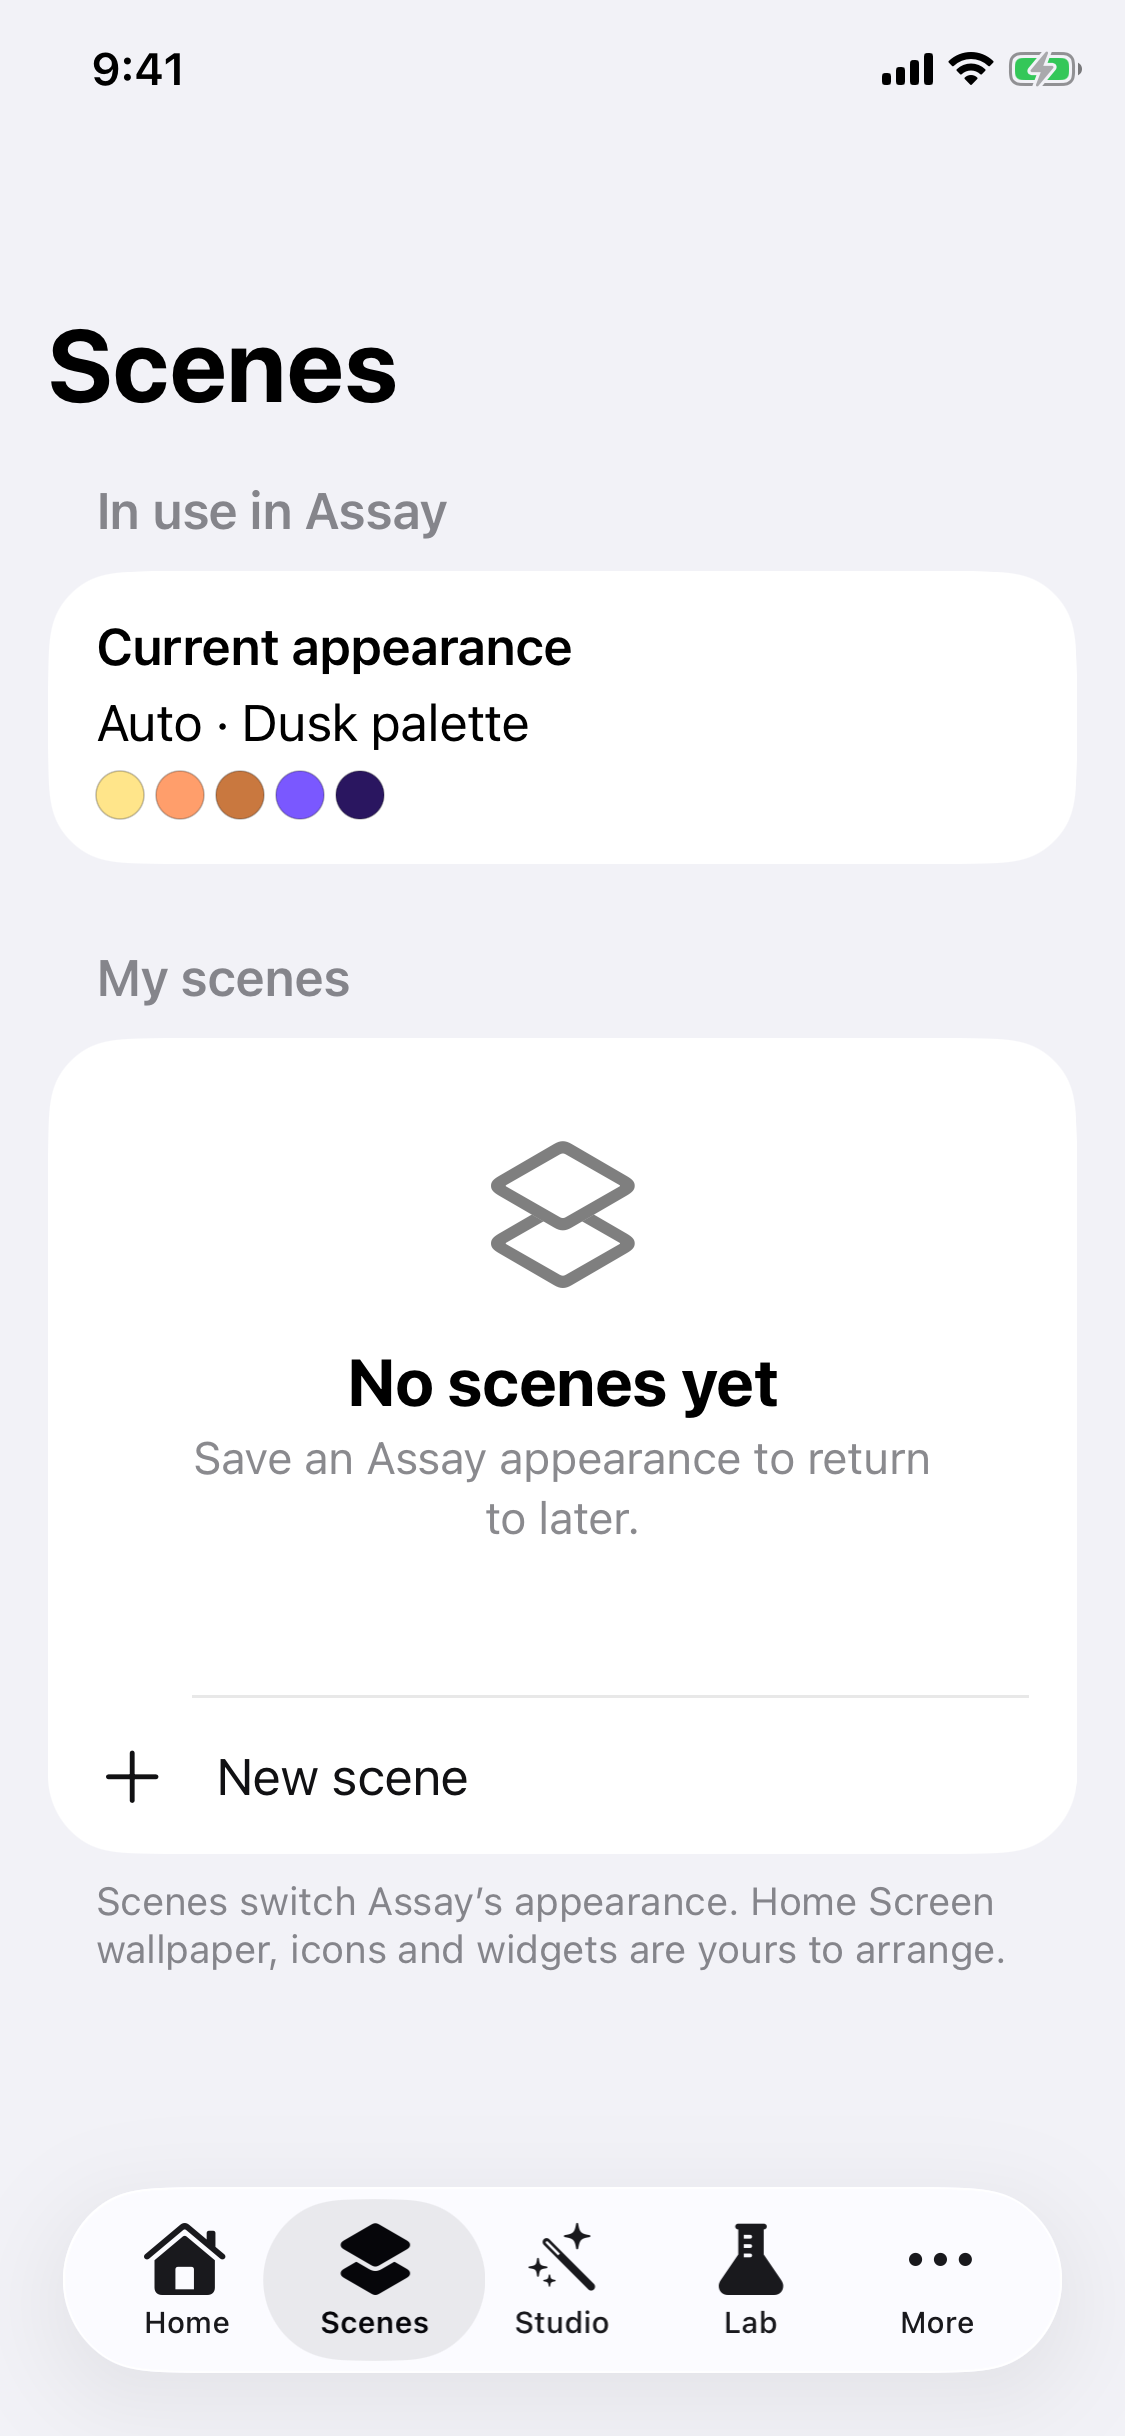 9:41
Scenes
In use in Assay
Current appearance
Auto · Dusk palette
My scenes
No scenes yet
Save an Assay appearance to return
to later.
New scene
Scenes switch Assay’s appearance. Home Screen
wallpaper, icons and widgets are yours to arrange.
Home
Scenes
Studio
Lab
More